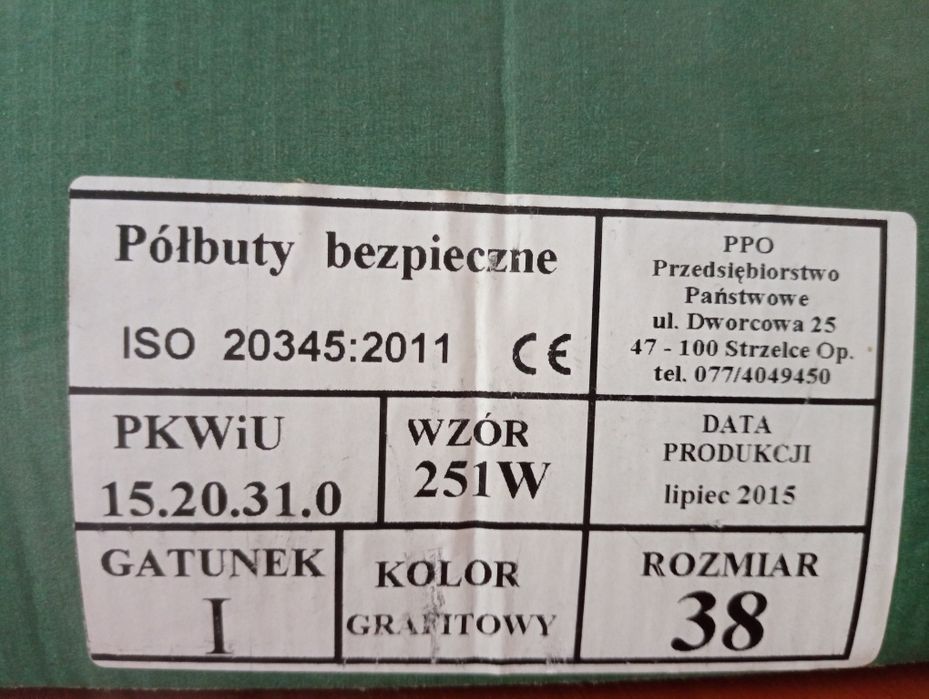 Półbuty bezpieczne
ISO 20345:2011 CE
PPO
Przedsiębiorstwo
Państwowe
ul. Dworcowa 25
47 - 100 Strzelce Op.
tel. 077/4049450
PKWiU
15.20.31.0
WZÓR
251W
DATA
PRODUKCJI
lipiec 2015
GATUNEK
I
KOLOR
GRAFITOWY
ROZMIAR
38